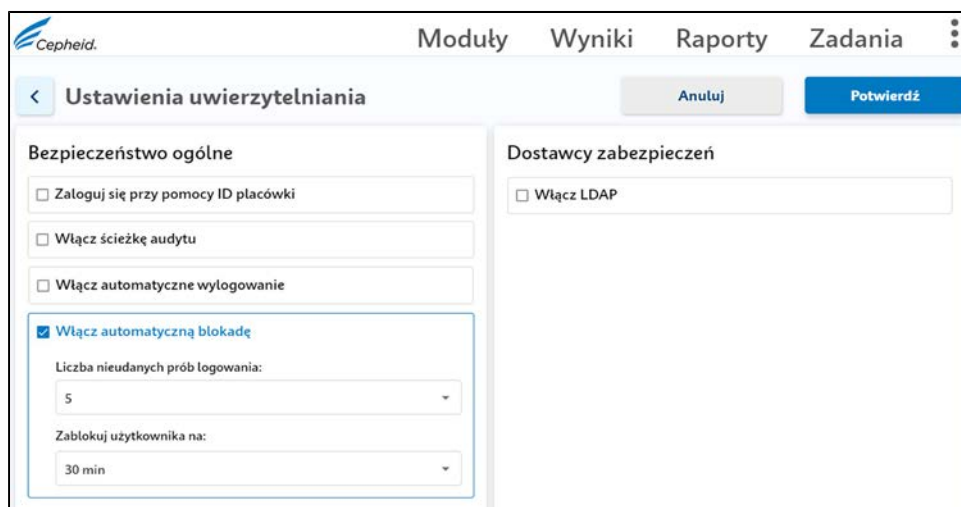 Cepheid.
Moduły Wyniki Raporty Zadania
Ustawienia uwierzytelniania
Anuluj
Potwierdź
Bezpieczeństwo ogólne
Zaloguj się przy pomocy ID placówki
Włącz ścieżkę audytu
Włącz automatyczne wylogowanie
Włącz automatyczną blokadę
Liczba nieudanych prób logowania:
5
Zablokuj użytkownika na:
30 min
Dostawcy zabezpieczeń
Włącz LDAP